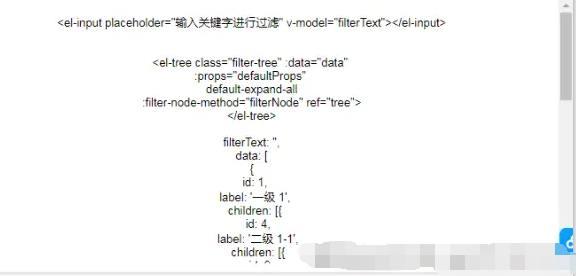 <el-input placeholder="输入关键字进行过滤" v-model="filterText"></el-input>
<el-tree class="filter-tree" :data="data"
:props="defaultProps"
default-expand-all
:filter-node-method="filterNode" ref="tree">
</el-tree>
filterText: '',
data: [
{
id: 1,
label: '一级 1',
children: [{
id: 4,
label: '二级 1-1',
children: [{